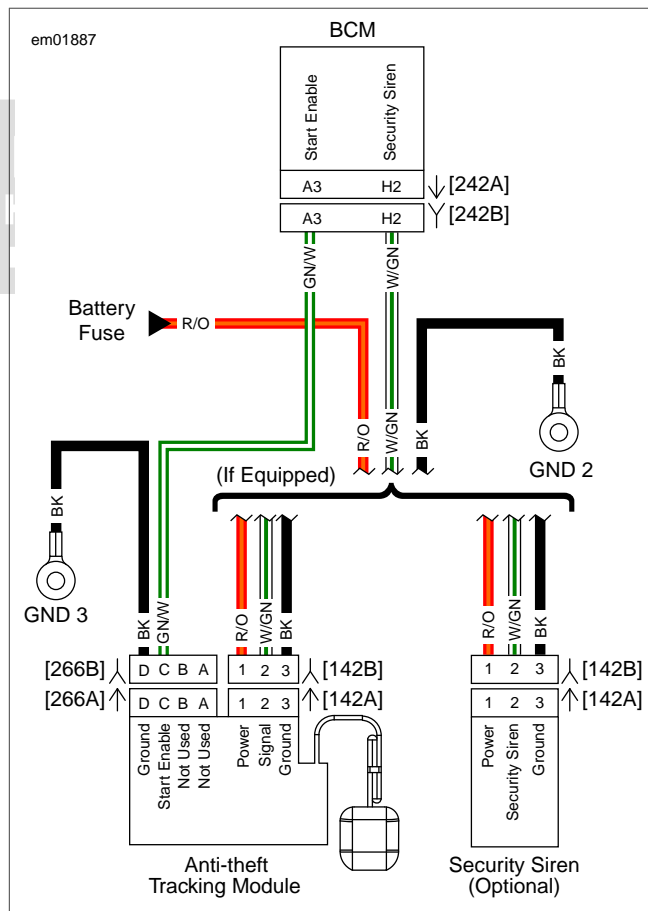 em01887
BCM
Start Enable
Security Siren
A3 H2 [242A]
A3 H2 [242B]
GN/W
W/GN
Battery
Fuse
R/O
BK
R/O
W/GN
BK
GND 2
(If Equipped)
BK
GND 3
BK
GN/W
R/O
W/GN
BK
R/O
W/GN
BK
[266B] D C B A 1 2 3 [142B]
[266A] D C B A 1 2 3 [142A]
1 2 3 [142B]
1 2 3 [142A]
Ground
Start Enable
Not Used
Not Used
Power
Signal
Ground
Power
Security Siren
Ground
Anti-theft
Tracking Module
Security Siren
(Optional)